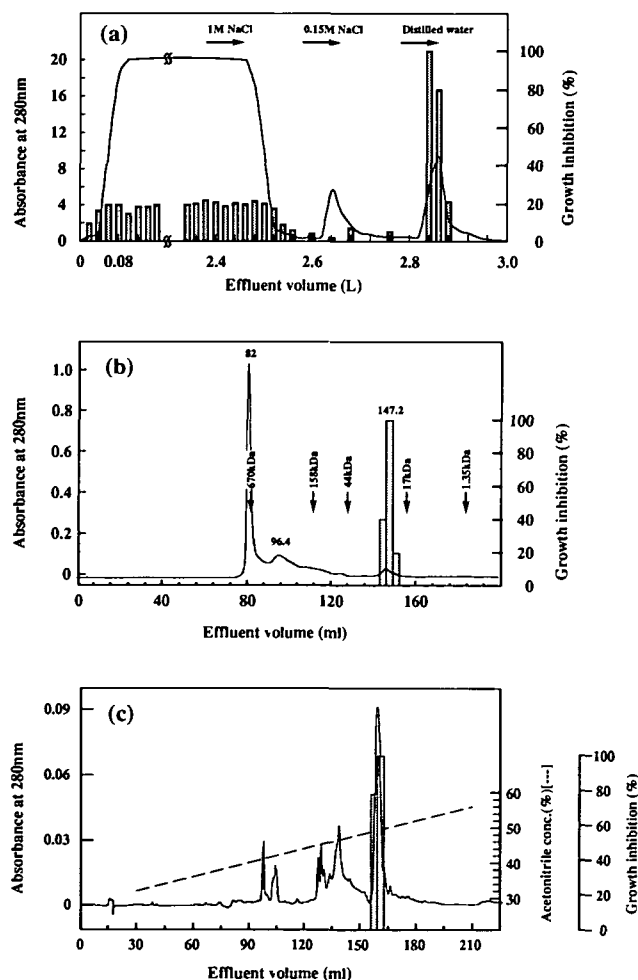 (a)
1M NaCl
0.15M NaCl
Distilled water
Absorbance at 280nm
20
16
12
8
4
0
100
80
60
40
20
0
Growth inhibition (%)
0
0.08
2.4
2.6
2.8
3.0
Effluent volume (L)
(b)
82
96.4
147.2
670kDa
158kDa
44kDa
17kDa
1.35kDa
Absorbance at 280nm
1.0
0.8
0.6
0.4
0.2
0
100
80
60
40
20
0
Growth inhibition (%)
0
40
80
120
160
Effluent volume (ml)
(c)
Absorbance at 280nm
0.09
0.06
0.03
0
60
50
40
30
Acetonitrile conc.(%)[---]
100
80
60
40
20
0
Growth inhibition (%)
0
30
60
90
120
150
180
210
Effluent volume (ml)